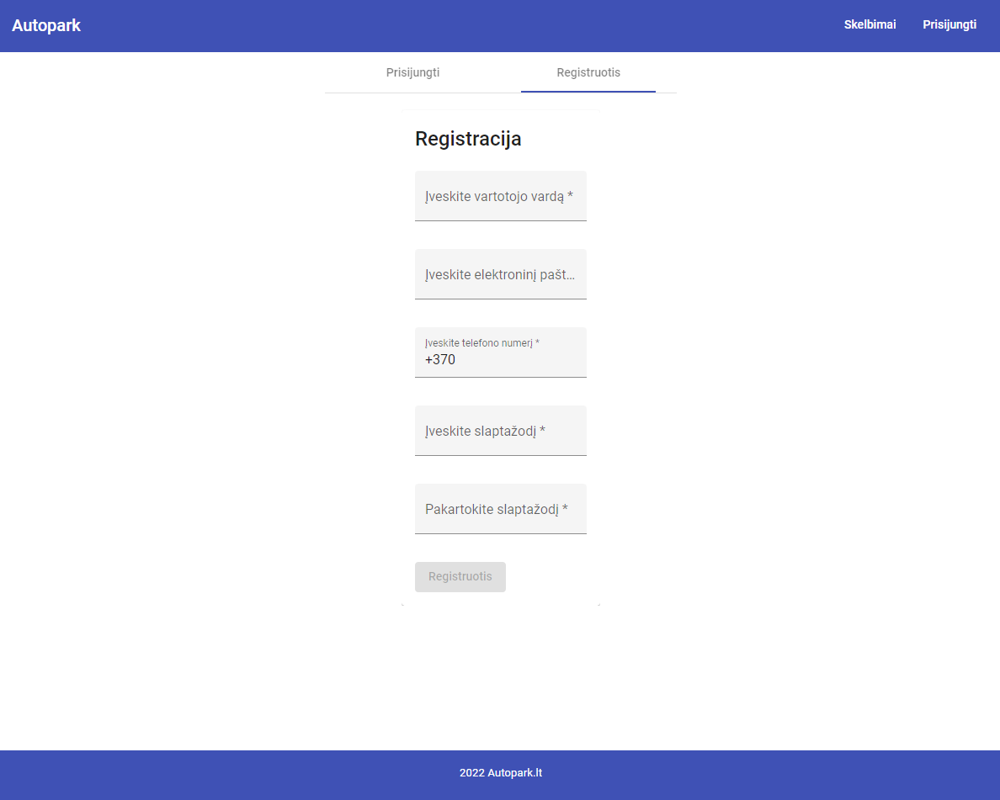 Autopark
Skelbimai
Prisijungti
Prisijungti
Registruotis
Registracija
Įveskite vartotojo vardą *
Įveskite elektroninį pašt...
Įveskite telefono numerį *
+370
Įveskite slaptažodį *
Pakartokite slaptažodį *
Registruotis
2022 Autopark.lt